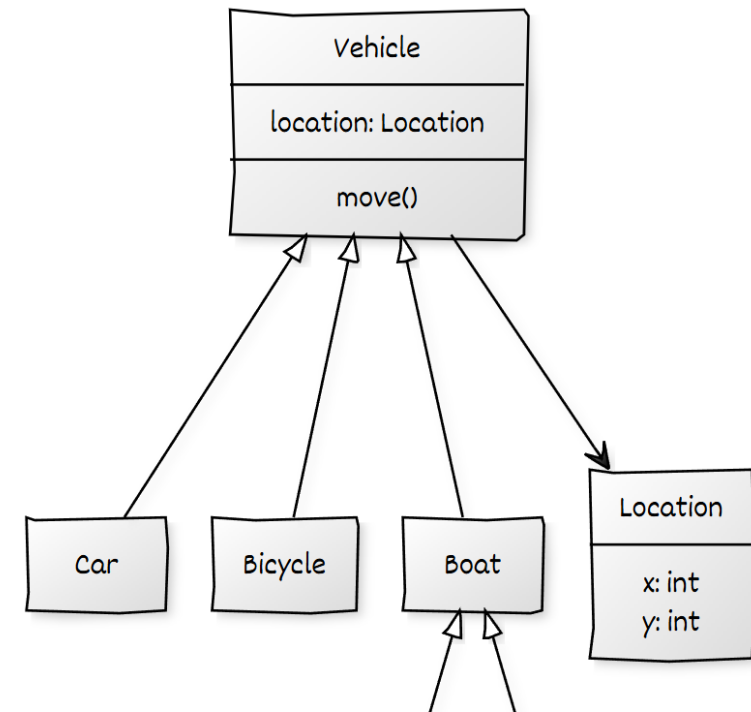 Vehicle
location: Location
move()
Car
Bicycle
Boat
Location
x: int
y: int